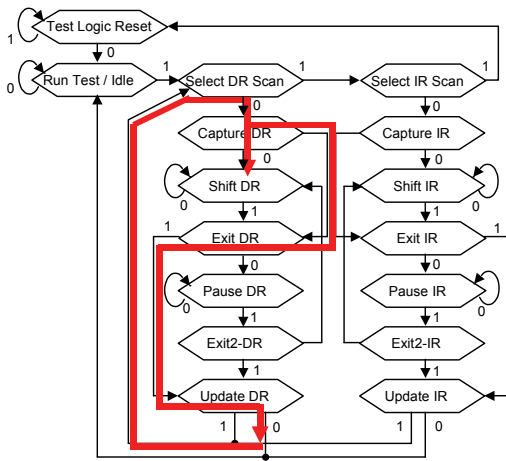 Test Logic Reset
1
0
Run Test / Idle
0
1
Select DR Scan
1
Select IR Scan
1
0
0
Capture DR
Capture IR
0
0
Shift DR
Shift IR
0
0
1
1
1
Exit DR
Exit IR
1
0
0
Pause DR
Pause IR
0
0
1
1
Exit2-DR
Exit2-IR
1
1
Update DR
Update IR
1
0
1
0